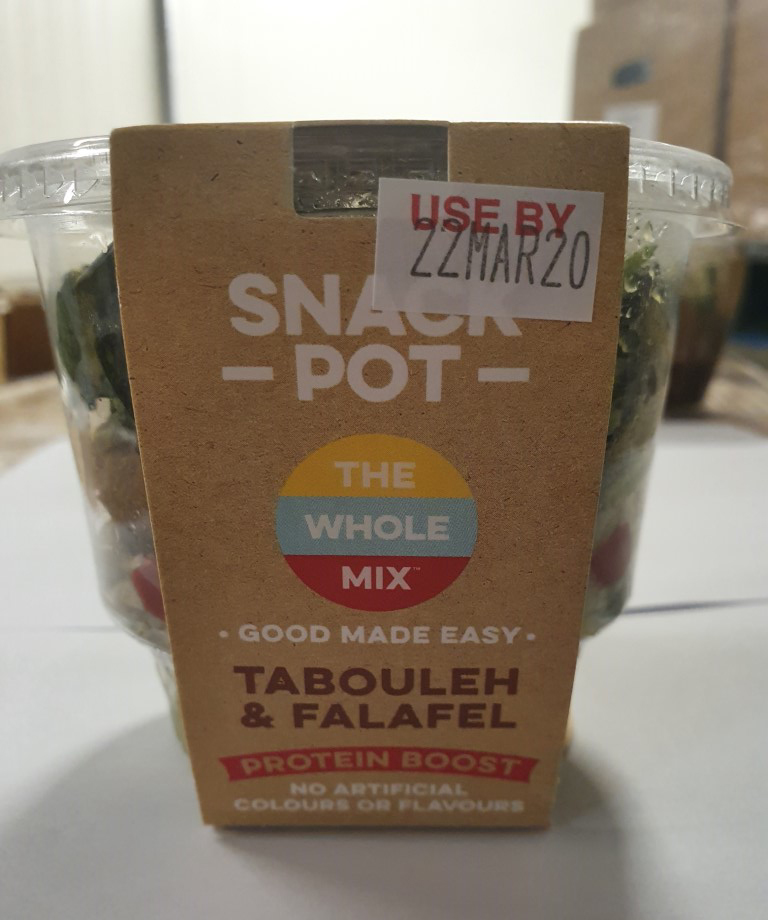 USE BY
22MAR20
SNACK
– POT –
THE
WHOLE
MIX™
• GOOD MADE EASY •
TABOULEH
& FALAFEL
PROTEIN BOOST
NO ARTIFICIAL
COLOURS OR FLAVOURS